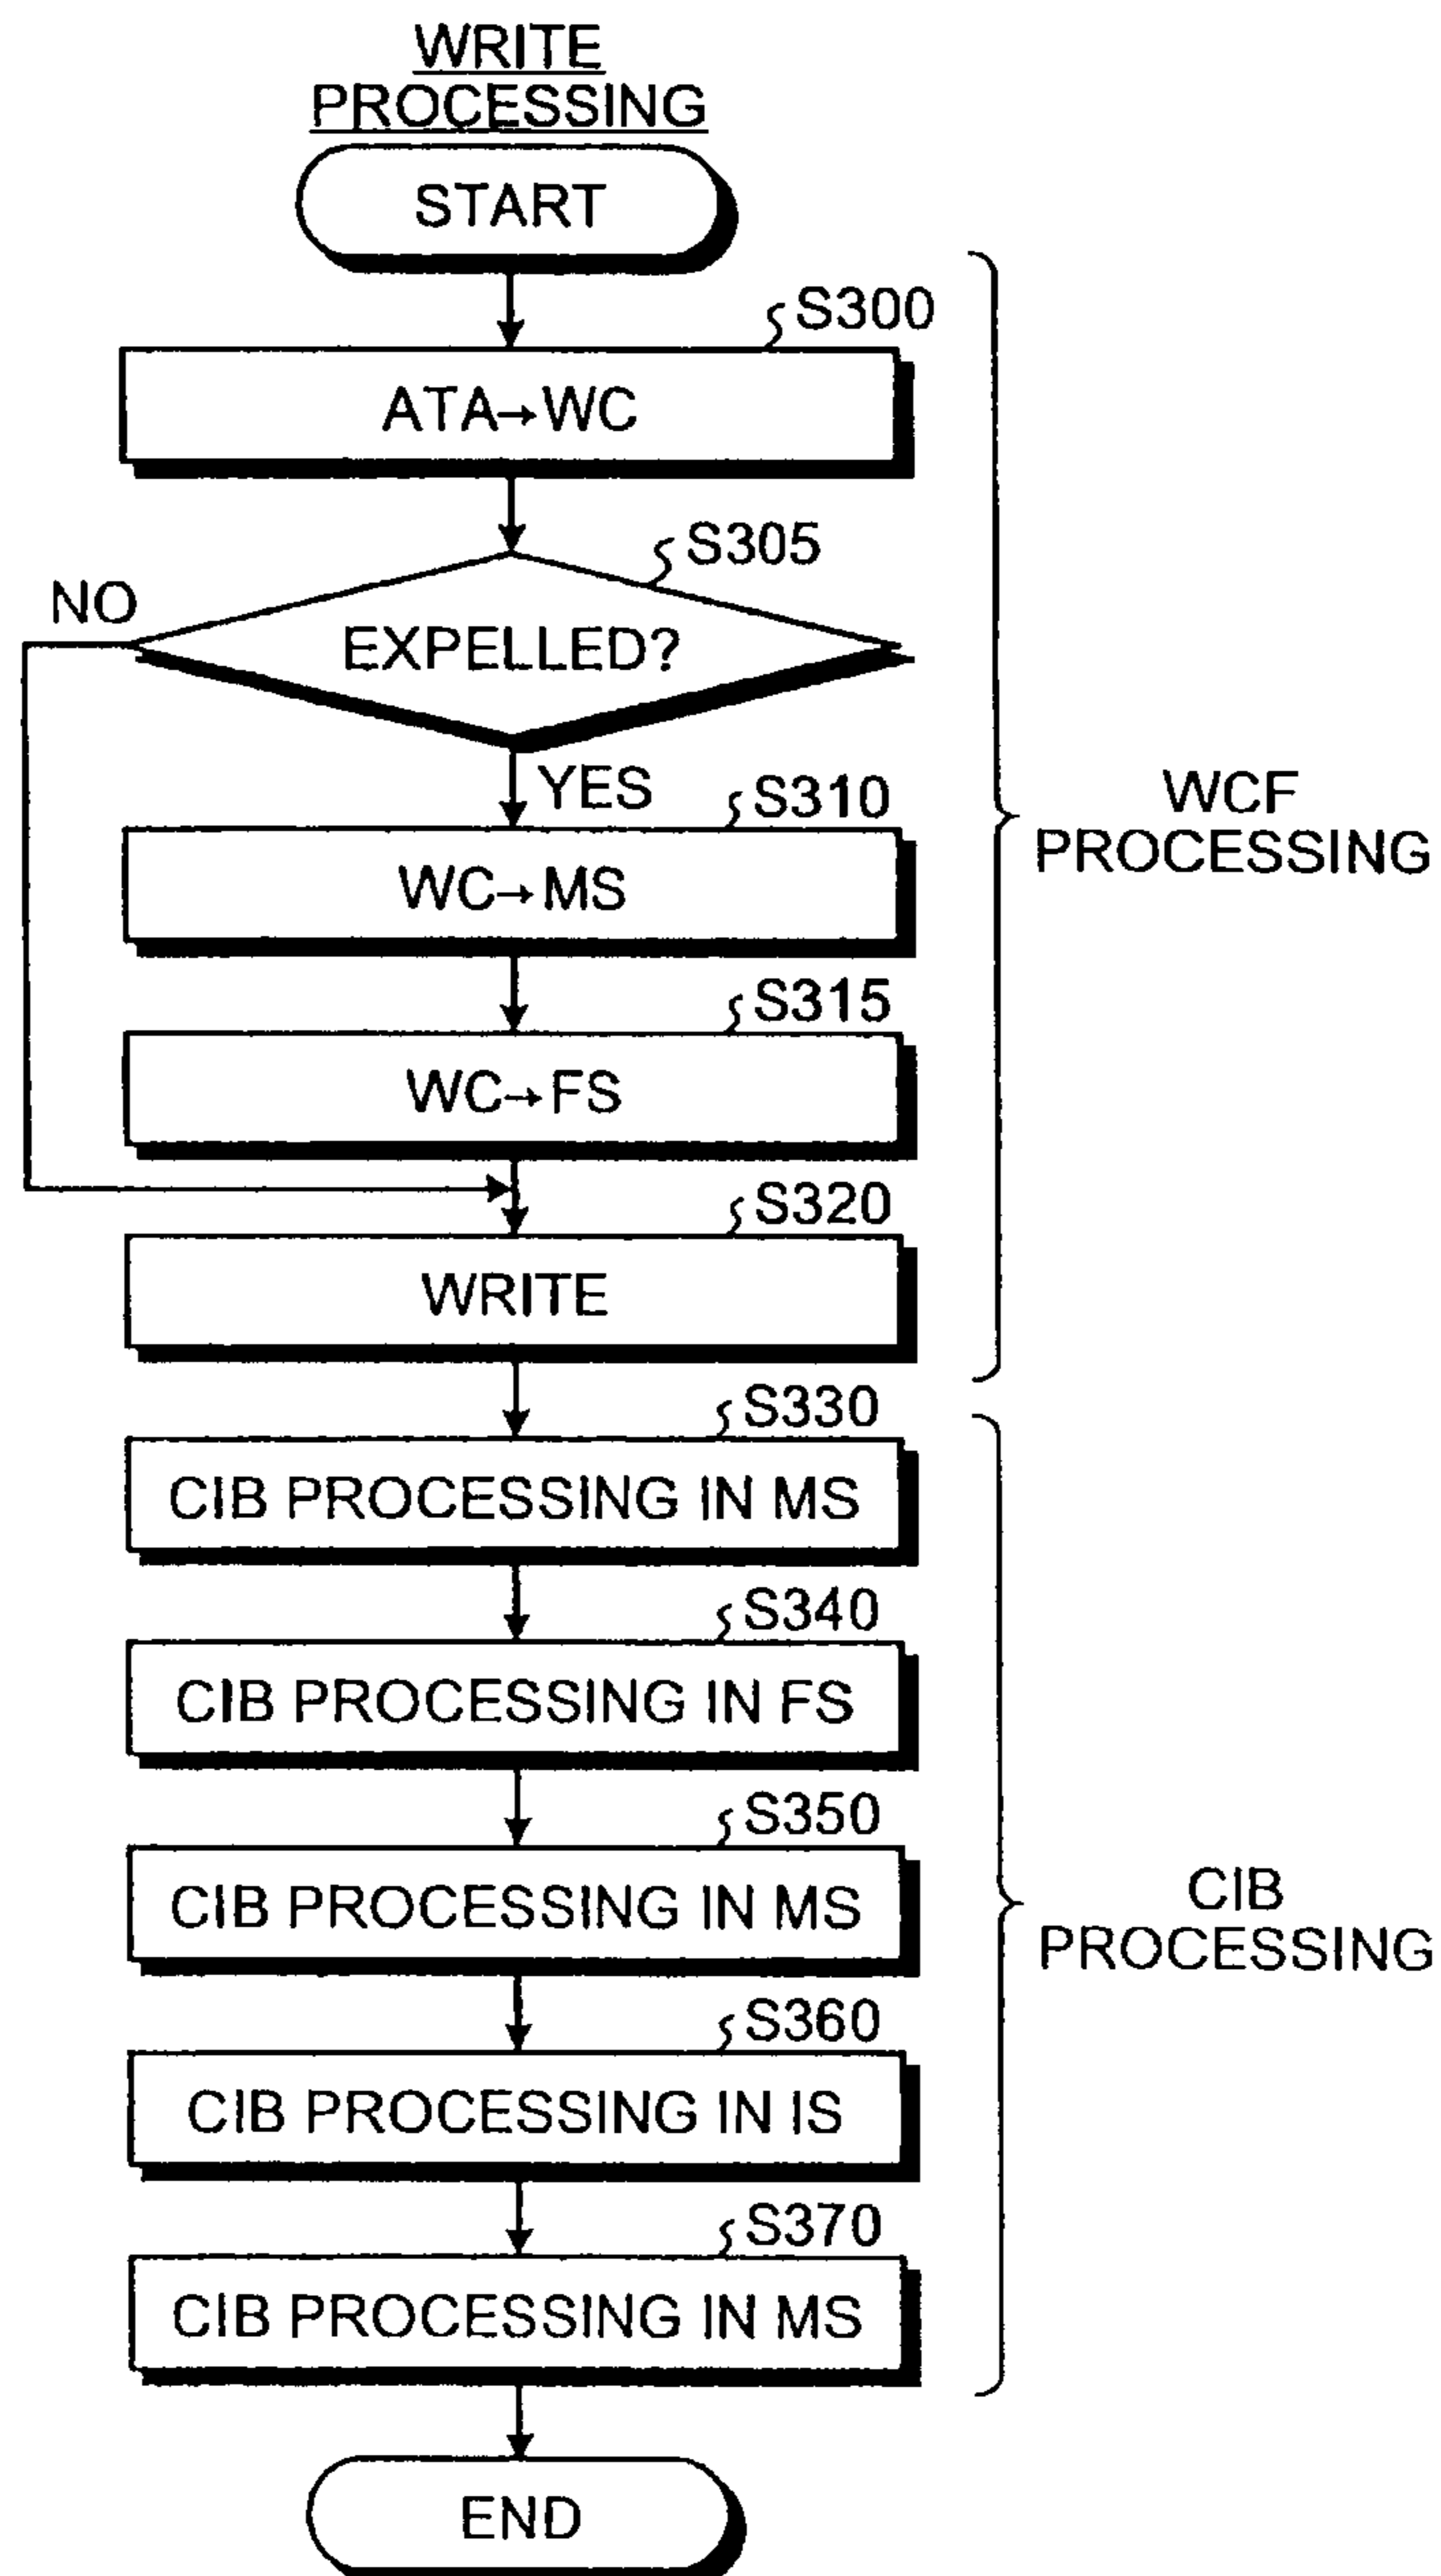 WRITE
PROCESSING
START
S300
ATA→WC
S305
NO
EXPELLED?
YES
S310
WC→MS
WCF
PROCESSING
S315
WC→FS
S320
WRITE
S330
CIB PROCESSING IN MS
S340
CIB PROCESSING IN FS
S350
CIB PROCESSING IN MS
CIB
PROCESSING
S360
CIB PROCESSING IN IS
S370
CIB PROCESSING IN MS
END